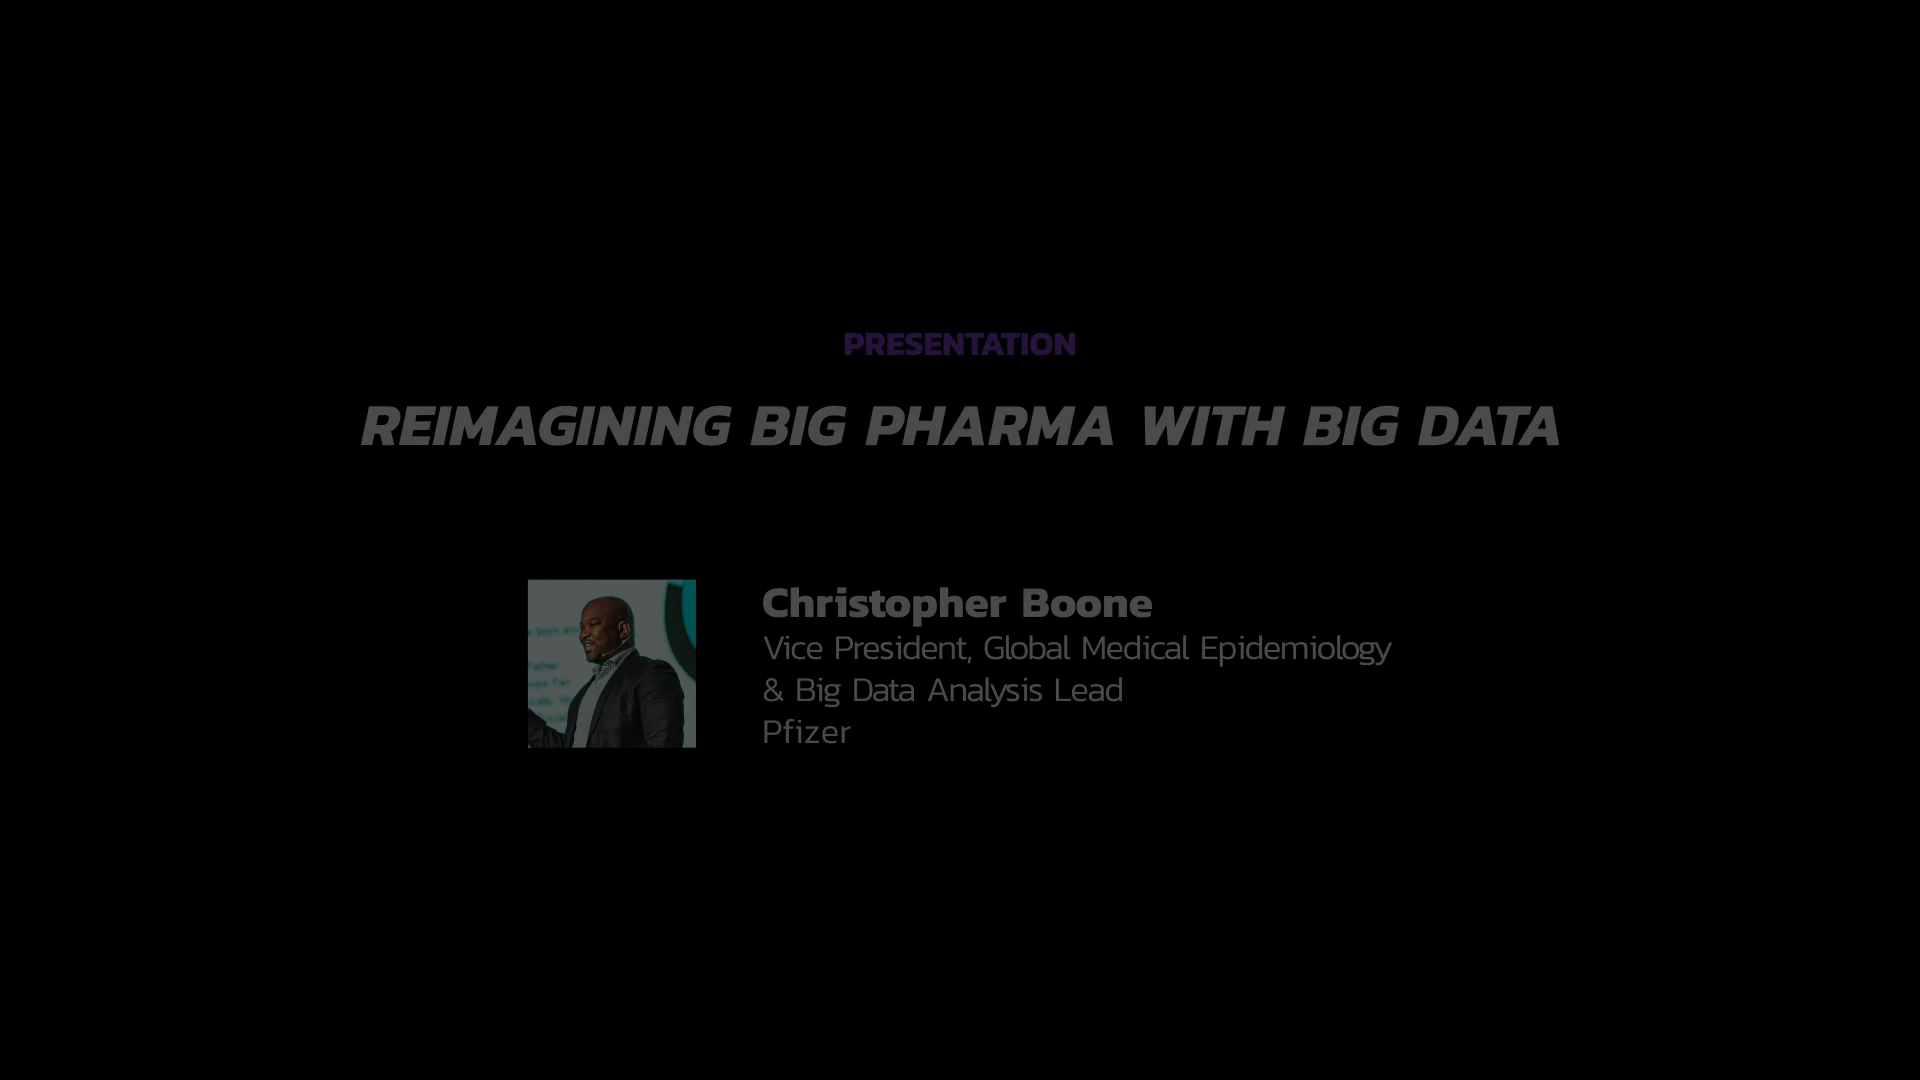 PRESENTATION
REIMAGINING BIG PHARMA WITH BIG DATA
Christopher Boone
Vice President, Global Medical Epidemiology
& Big Data Analysis Lead
Pfizer